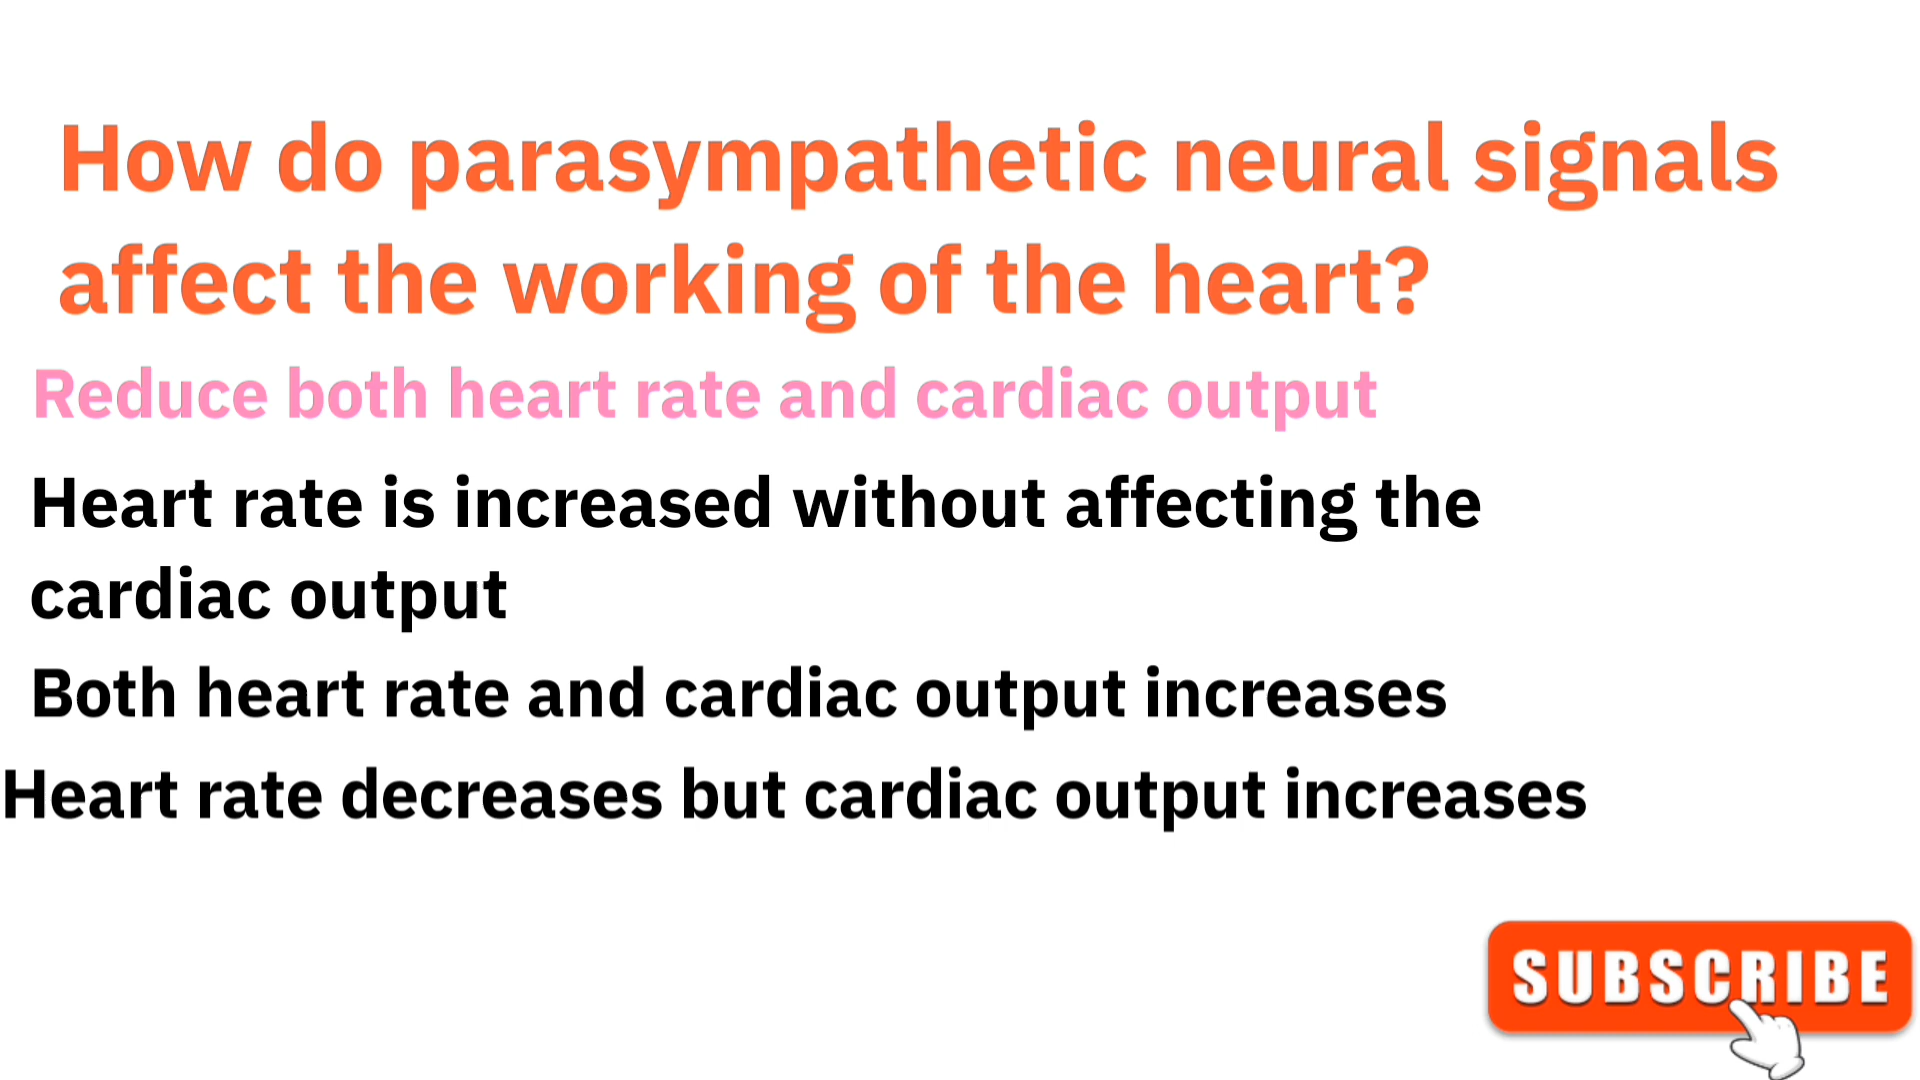 How do parasympathetic neural signals
affect the working of the heart?
Reduce both heart rate and cardiac output
Heart rate is increased without affecting the
cardiac output
Both heart rate and cardiac output increases
Heart rate decreases but cardiac output increases
SUBSCRIBE